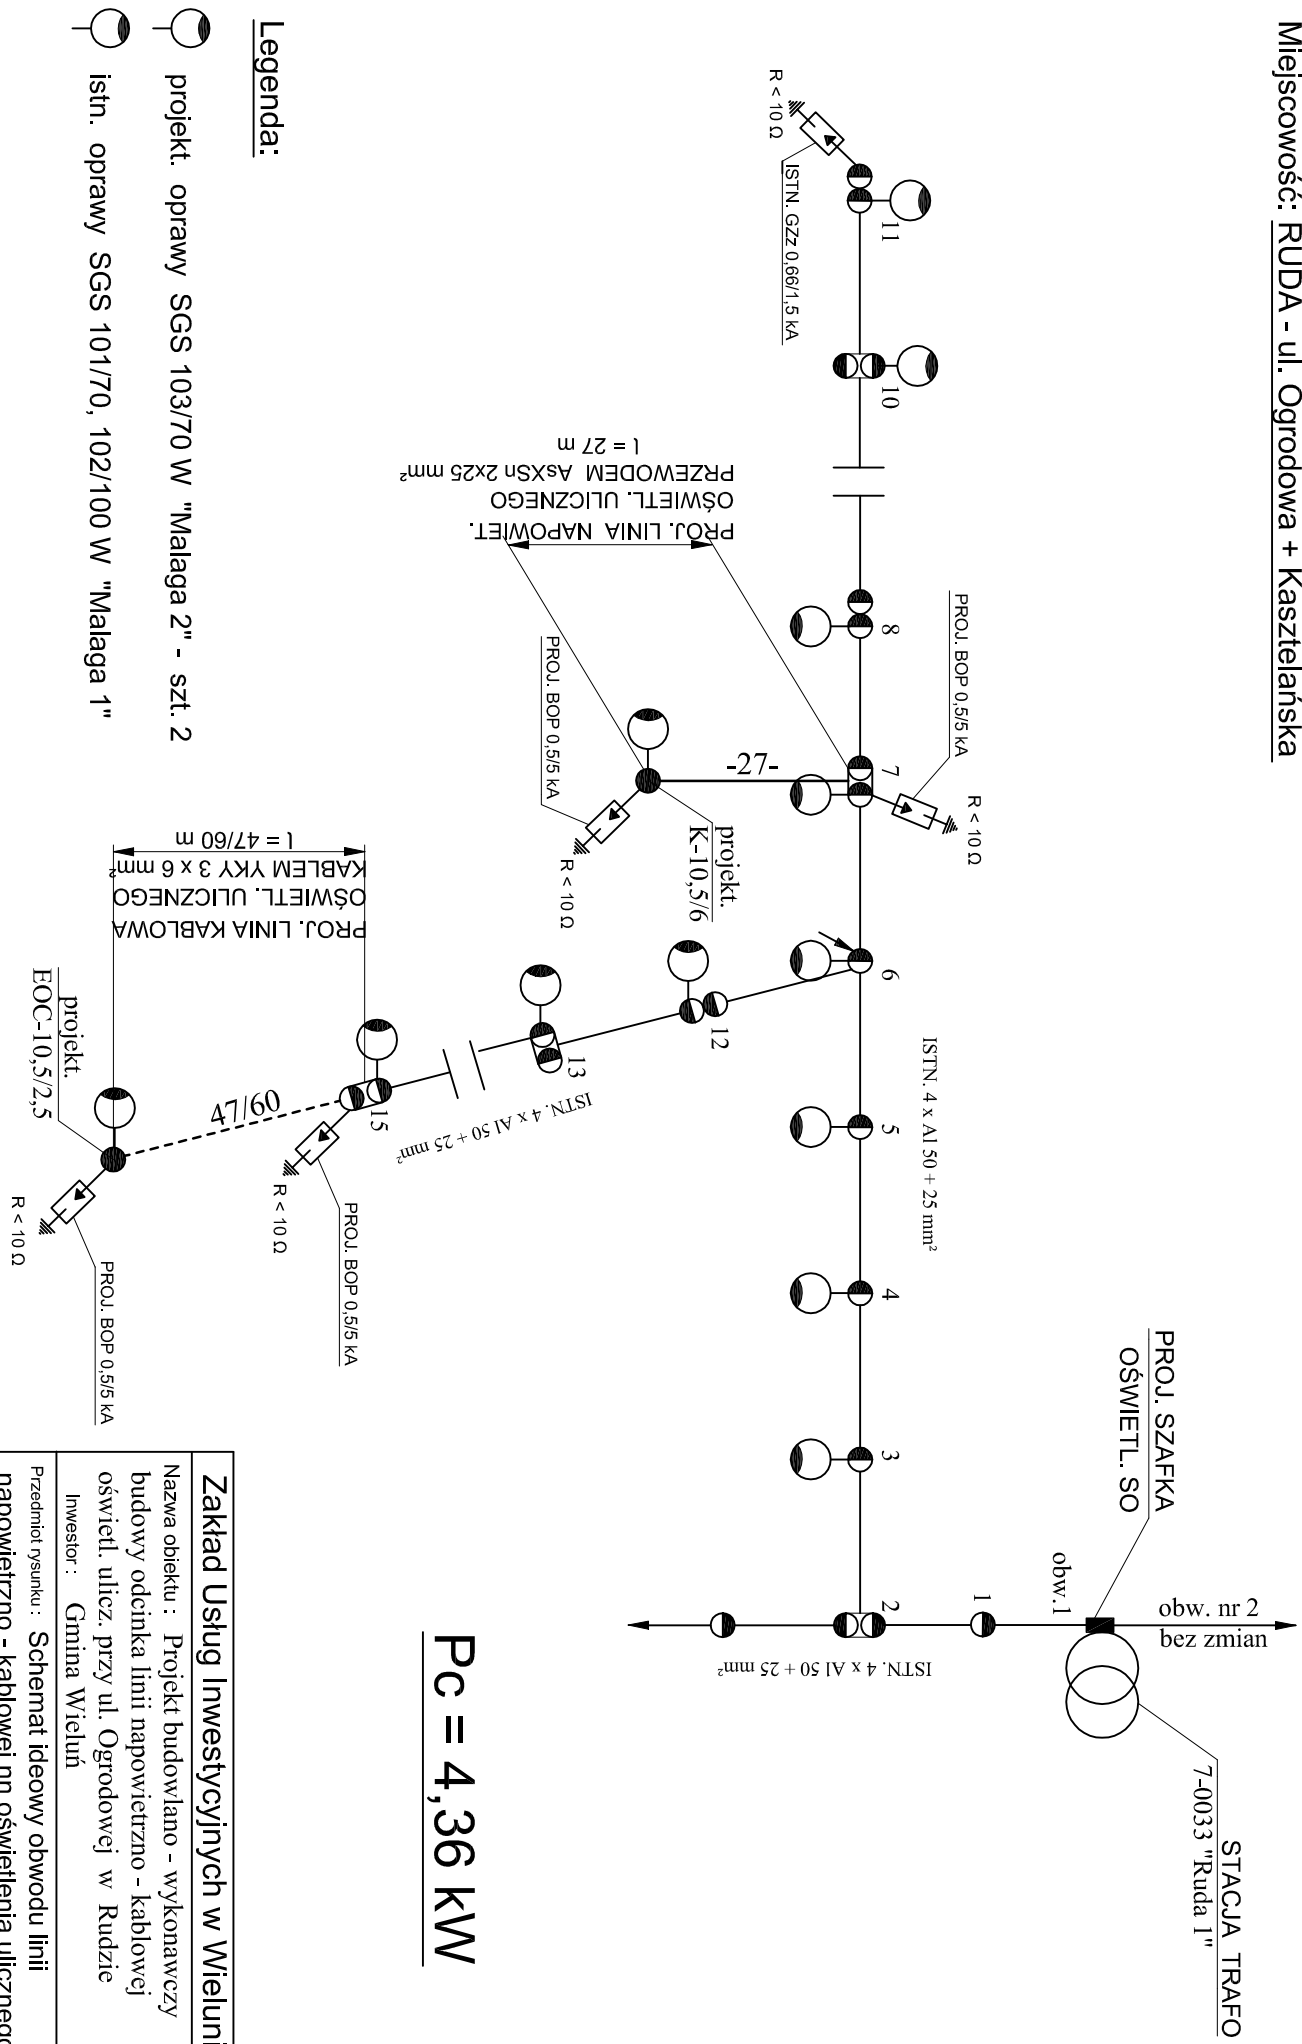 Miejscowość: RUDA - ul. Ogrodowa + Kasztelańska
STACJA TRAFO
7-0033 "Ruda 1"
PROJ. SZAFKA
OŚWIETL. SO
obw. nr 2
bez zmian
obw.1
1
2
ISTN. 4 x Al 50 + 25 mm²
3
4
5
ISTN. 4 x Al 50 + 25 mm²
6
7
PROJ. BOP 0,5/5 kA
R < 10 Ω
8
10
11
R < 10 Ω
ISTN. GZz 0,66/1,5 kA
PROJ. LINIA NAPOWIET.
OŚWIETL. ULICZNEGO
PRZEWODEM AsXSn 2x25 mm²
l = 27 m
-27-
projekt.
K-10,5/6
PROJ. BOP 0,5/5 kA
R < 10 Ω
12
13
ISTN. 4 x Al 50 + 25 mm²
15
PROJ. BOP 0,5/5 kA
R < 10 Ω
PROJ. LINIA KABLOWA
OŚWIETL. ULICZNEGO
KABLEM YKY 3 x 6 mm²
l = 47/60 m
47/60
projekt.
EOC-10,5/2,5
R < 10 Ω
PROJ. BOP 0,5/5 kA
Pc = 4,36 kW
Legenda:
projekt. oprawy SGS 103/70 W "Malaga 2" - szt. 2
istn. oprawy SGS 101/70, 102/100 W "Malaga 1"
Zakład Usług Inwestycyjnych w Wieluni
Nazwa obiektu : Projekt budowlano - wykonawczy
budowy odcinka linii napowietrzno - kablowej
oświetl. ulicz. przy ul. Ogrodowej w Rudzie
Inwestor : Gmina Wieluń
Przedmiot rysunku : Schemat ideowy obwodu linii
napowietrzno - kablowej nn oświetlenia ulicznego